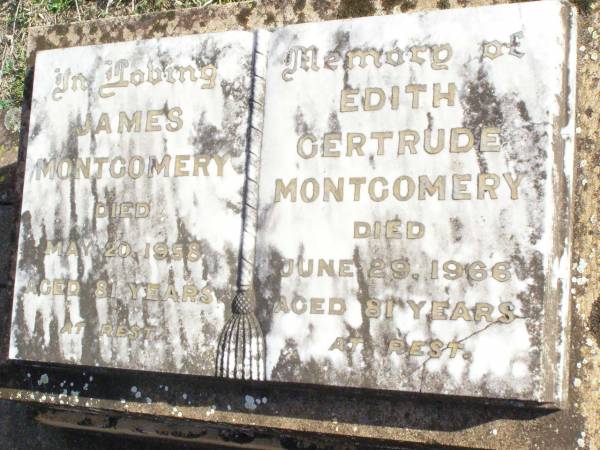 In Loving
JAMES
MONTGOMERY
DIED
MAY 20, 1958
AGED 81 YEARS
AT REST.
Memory of
EDITH
GERTRUDE
MONTGOMERY
DIED
JUNE 29, 1966
AGED 81 YEARS
AT REST.